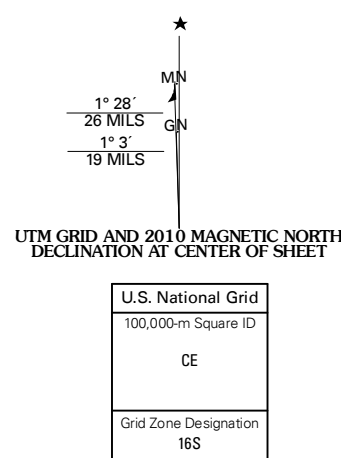 ★
MN
1° 28´
26 MILS
GN
1° 3´
19 MILS
UTM GRID AND 2010 MAGNETIC NORTH
DECLINATION AT CENTER OF SHEET
U.S. National Grid
100,000-m Square ID
CE
Grid Zone Designation
16S